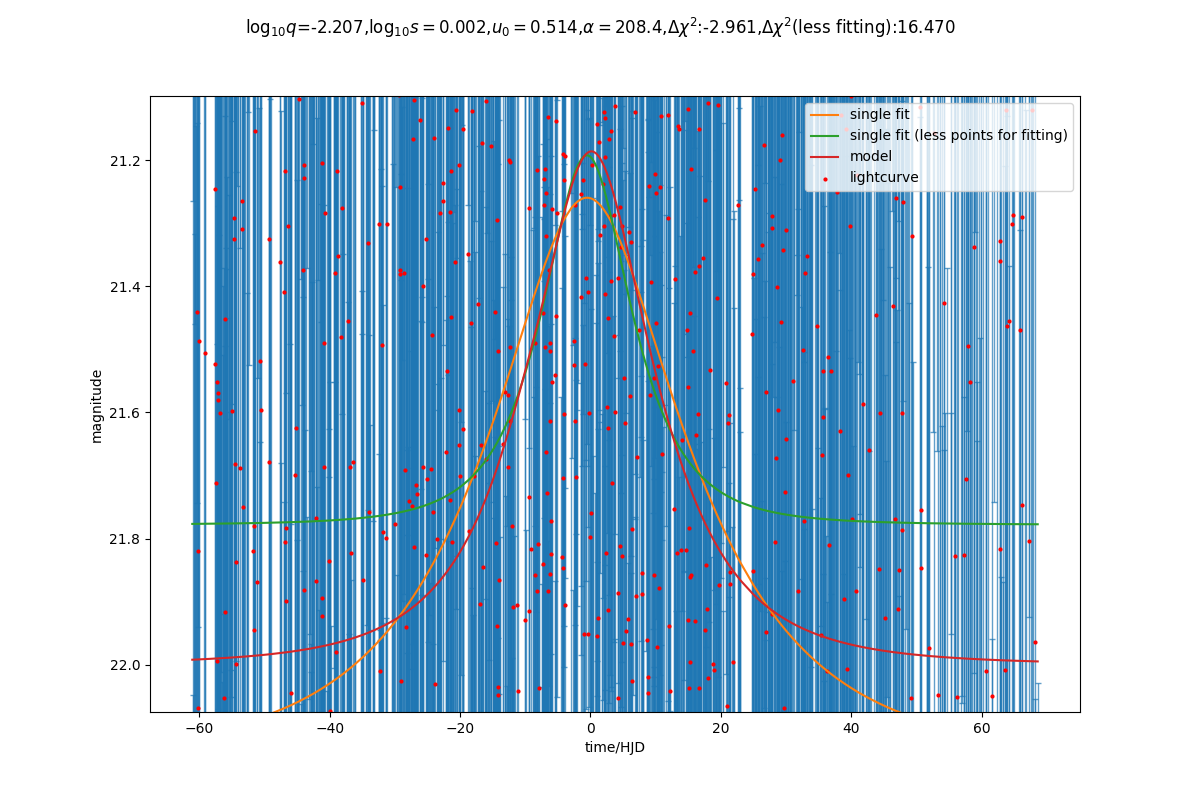 log₁₀q=-2.207,log₁₀s = 0.002,u₀ = 0.514,α = 208.4,Δχ²:-2.961,Δχ²(less fitting):16.470
single fit
single fit (less points for fitting)
model
lightcurve
21.2
21.4
21.6
21.8
22.0
magnitude
−60
−40
−20
0
20
40
60
time/HJD